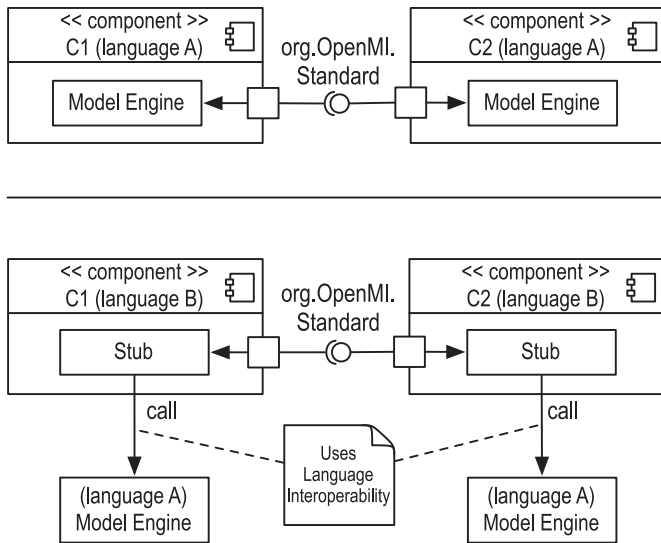 << component >>
C1 (language A)
Model Engine
org.OpenMI.
Standard
<< component >>
C2 (language A)
Model Engine
<< component >>
C1 (language B)
Stub
org.OpenMI.
Standard
<< component >>
C2 (language B)
Stub
call
call
Uses
Language
Interoperability
(language A)
Model Engine
(language A)
Model Engine